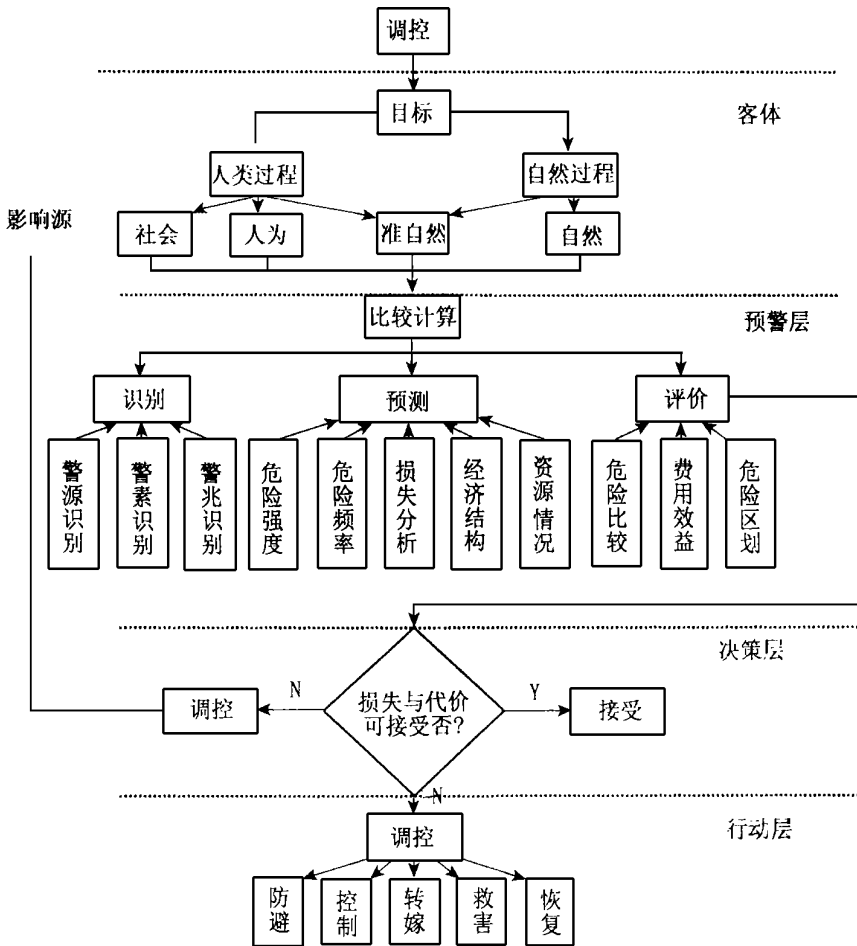 调控
目标
客体
人类过程
自然过程
影响源
社会
人为
准自然
自然
比较计算
预警层
识别
预测
评价
警源识别
警素识别
警兆识别
危险强度
危险频率
损失分析
经济结构
资源情况
危险比较
费用效益
危险区划
决策层
调控
N
损失与代价
可接受否?
Y
接受
N
调控
行动层
防避
控制
转嫁
救害
恢复